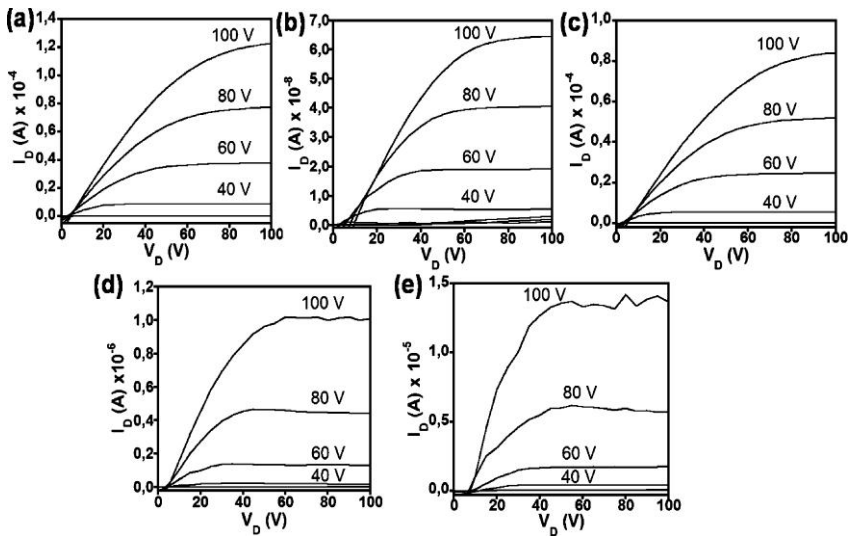 (a)
1,4
1,2
1,0
0,8
0,6
0,4
0,2
0,0
I_D (A) x 10^-4
100 V
80 V
60 V
40 V
0 20 40 60 80 100
V_D (V)
(b)
8,0
7,0
6,0
5,0
4,0
3,0
2,0
1,0
0,0
I_D (A) x 10^-8
100 V
80 V
60 V
40 V
0 20 40 60 80 100
V_D (V)
(c)
1,0
0,8
0,6
0,4
0,2
0,0
I_D (A) x 10^-4
100 V
80 V
60 V
40 V
0 20 40 60 80 100
V_D (V)
(d)
1,2
1,0
0,8
0,6
0,4
0,2
0,0
I_D (A) x10^-6
100 V
80 V
60 V
40 V
0 20 40 60 80 100
V_D (V)
(e)
1,5
1,0
0,5
0,0
I_D (A) x 10^-5
100 V
80 V
60 V
40 V
0 20 40 60 80 100
V_D (V)